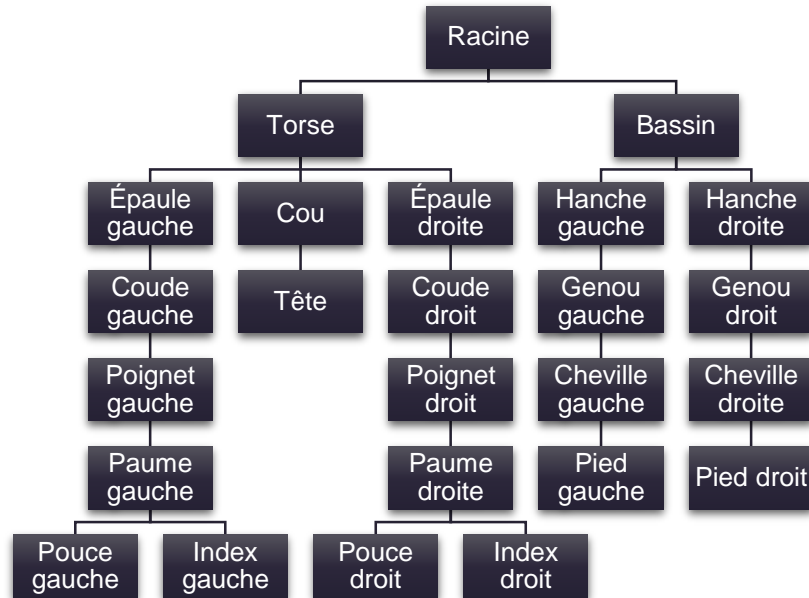 Racine
Torse
Bassin
Épaule
gauche
Cou
Épaule
droite
Hanche
gauche
Hanche
droite
Coude
gauche
Tête
Coude
droit
Genou
gauche
Genou
droit
Poignet
gauche
Poignet
droit
Cheville
gauche
Cheville
droite
Paume
gauche
Paume
droite
Pied
gauche
Pied droit
Pouce
gauche
Index
gauche
Pouce
droit
Index
droit